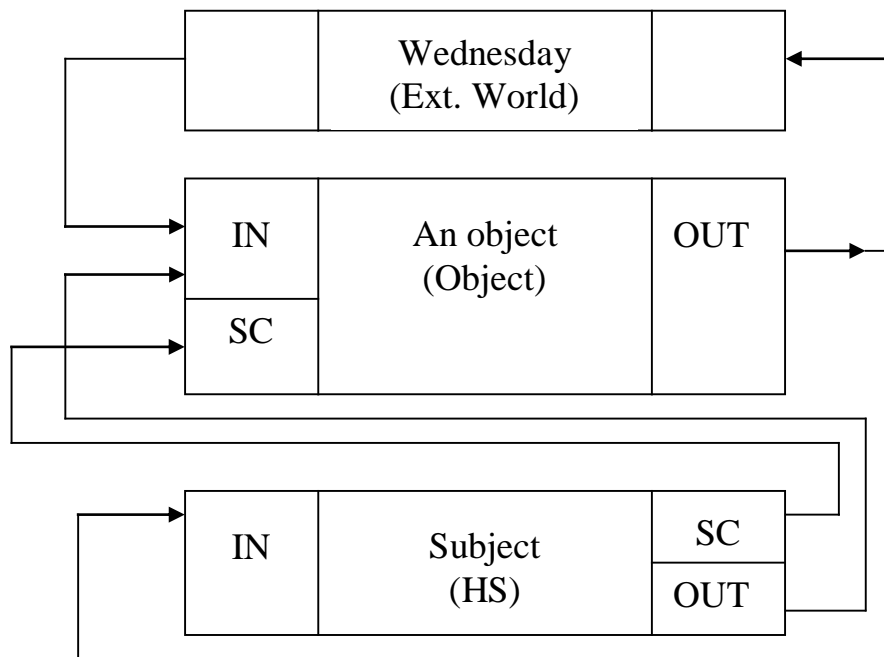 Wednesday
(Ext. World)
IN
An object
(Object)
OUT
SC
IN
Subject
(HS)
SC
OUT